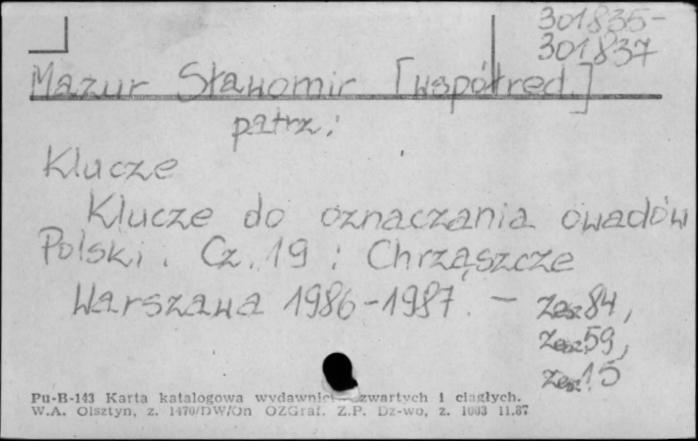 301835-
301837
Mazur Sławomir [współred.]
patrz:
Klucze
Klucze do oznaczania owadów
Polski. Cz. 19 : Chrząszcze
Warszawa 1986-1987. - Zesz 84,
Zesz. 59,
Zesz. 15
Pu-B-143 Karta katalogowa wydawnict zwartych i ciągłych.
W.A. Olsztyn, z. 1470/DW/On OZGraf. Z.P. Dz-wo, z. 1003 11.87